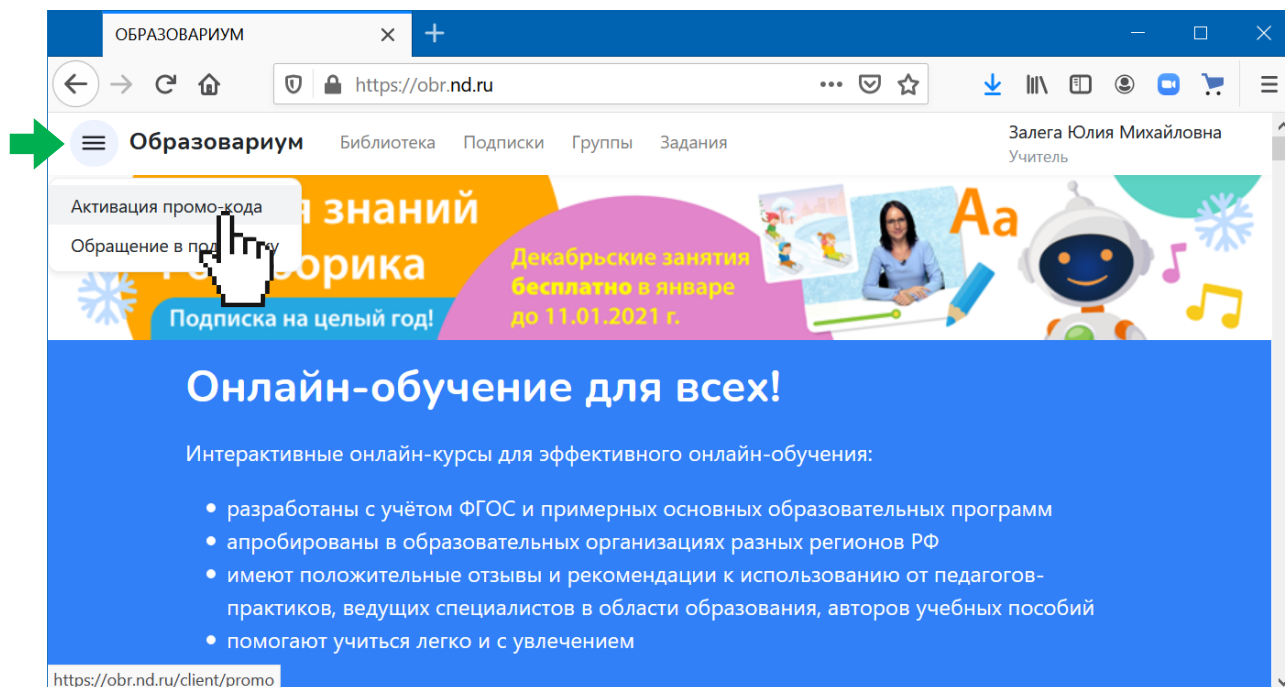 ОБРАЗОВАРИУМ
https://obr.nd.ru
Образовариум Библиотека Подписки Группы Задания
Залега Юлия Михайловна
Учитель
Активация промо-кода
Обращение в
знаний
Подписка на целый год!
Декабрьские занятия
бесплатно в январе
до 11.01.2021 г.
Аа
Онлайн-обучение для всех!
Интерактивные онлайн-курсы для эффективного онлайн-обучения:
• разработаны с учётом ФГОС и примерных основных образовательных программ
• апробированы в образовательных организациях разных регионов РФ
• имеют положительные отзывы и рекомендации к использованию от педагогов-
практиков, ведущих специалистов в области образования, авторов учебных пособий
• помогают учиться легко и с увлечением
https://obr.nd.ru/client/promo